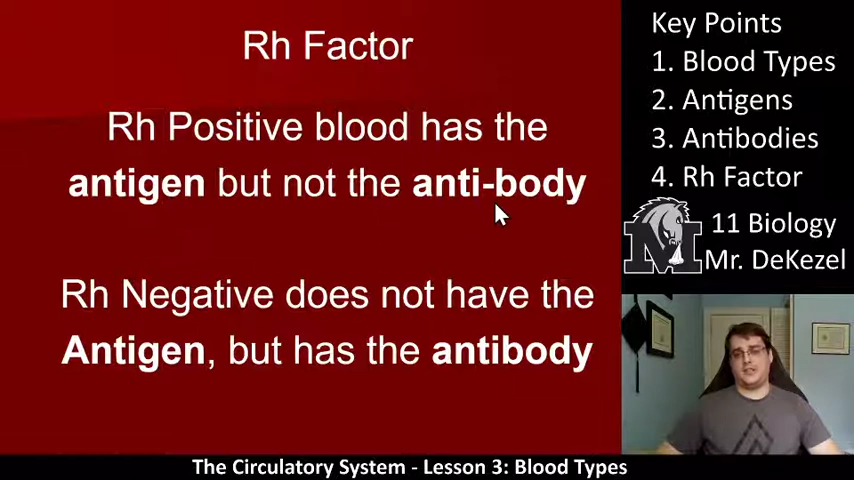 Rh Factor
Rh Positive blood has the
antigen but not the anti-body
Rh Negative does not have the
Antigen, but has the antibody
Key Points
1. Blood Types
2. Antigens
3. Antibodies
4. Rh Factor
M
11 Biology
Mr. DeKezel
The Circulatory System - Lesson 3: Blood Types